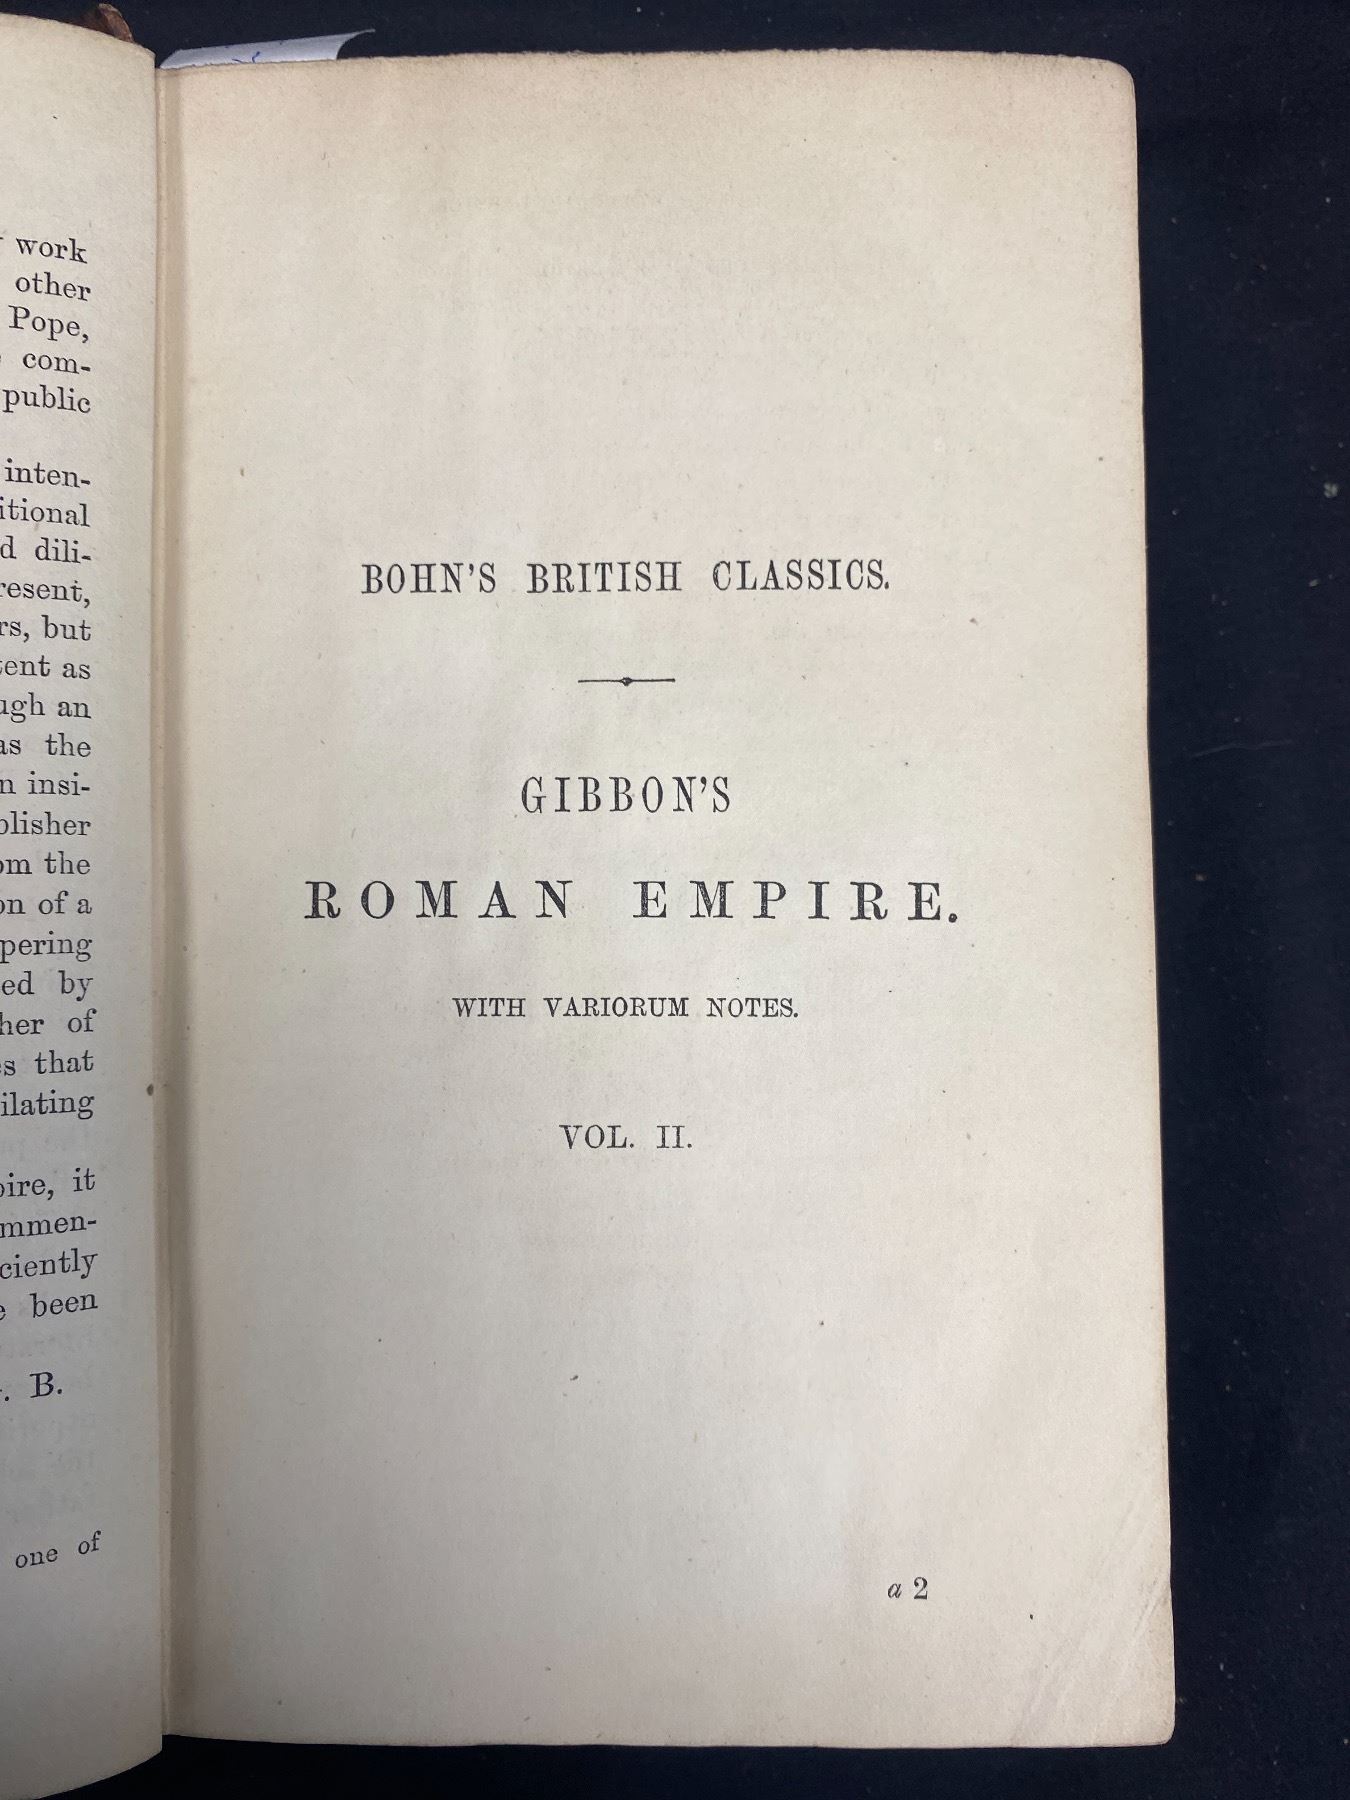 work
other
Pope,
com-
public
inten-
itional
d dili-
resent,
rs, but
tent as
ugh an
as the
n insi-
blisher
om the
on of a
pering
ed by
her of
s that
ilating
pire, it
mmen-
ciently
e been
. B.
one of
BOHN'S BRITISH CLASSICS.
GIBBON'S
ROMAN EMPIRE.
WITH VARIORUM NOTES.
VOL. II.
a 2